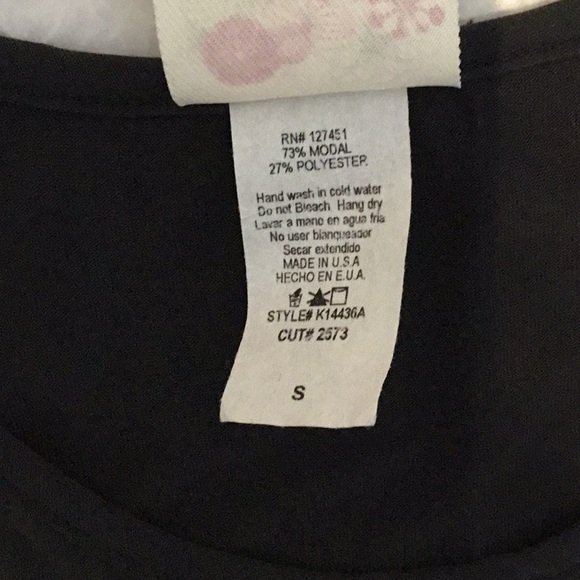 RN# 127451
73% MODAL
27% POLYESTER.
Hand wash in cold water
Do not Bleach Hang dry
Lavar a mano en agua fria
No user blanqueador
Secar extendido
MADE IN U.S.A
HECHO EN E.U.A.
STYLE# K14436A
CUT# 2573
S